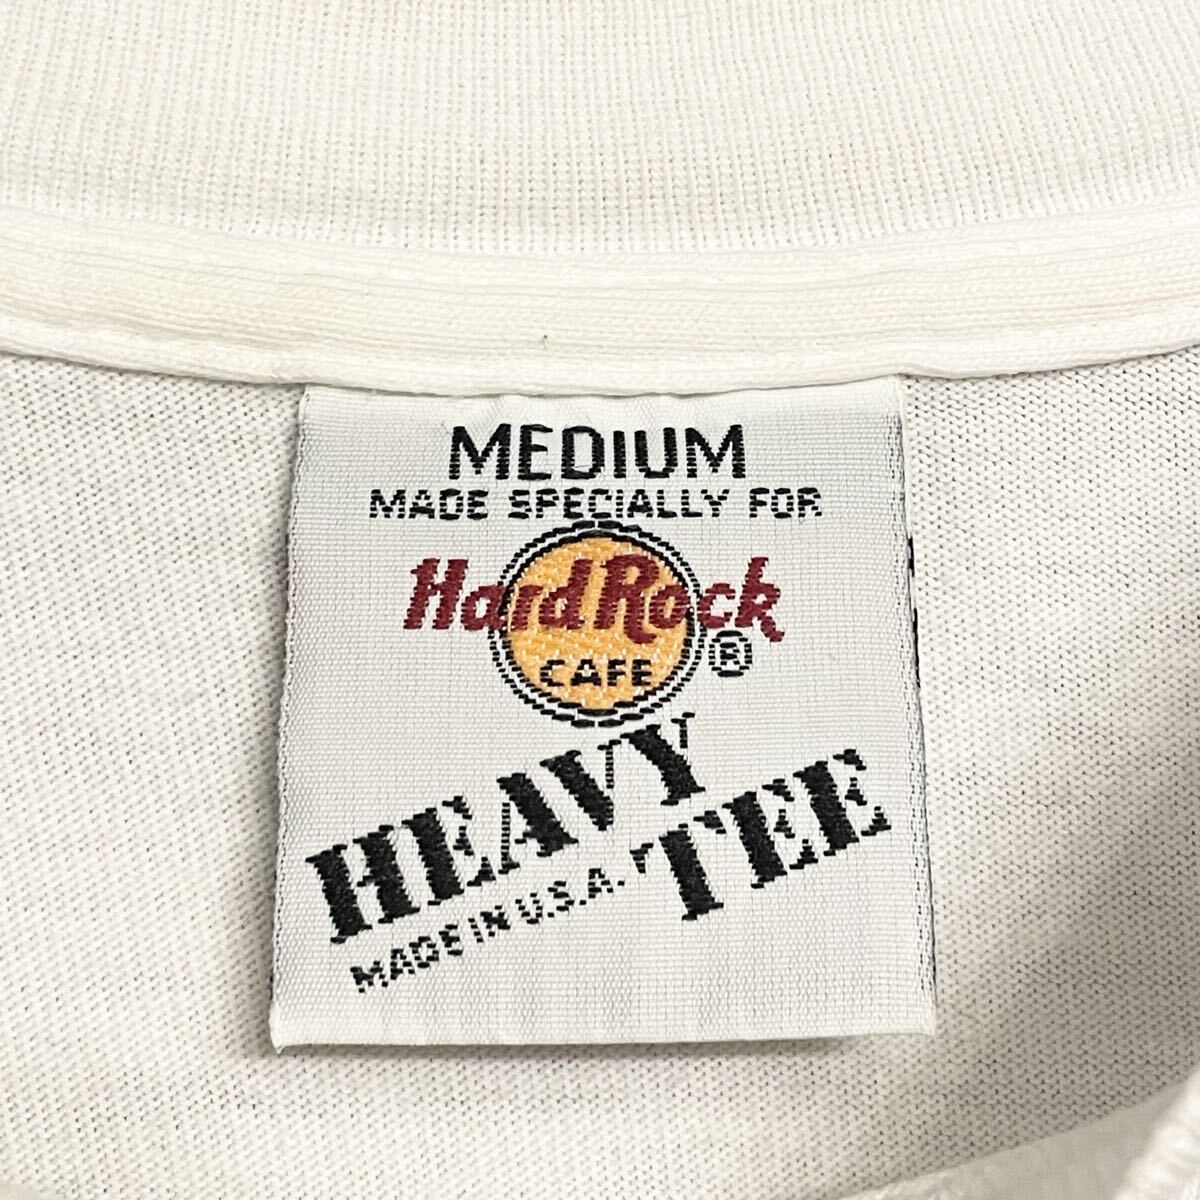 MEDIUM
MADE SPECIALLY FOR
Hard Rock
CAFE ®
HEAVY
TEE
MADE IN U.S.A.